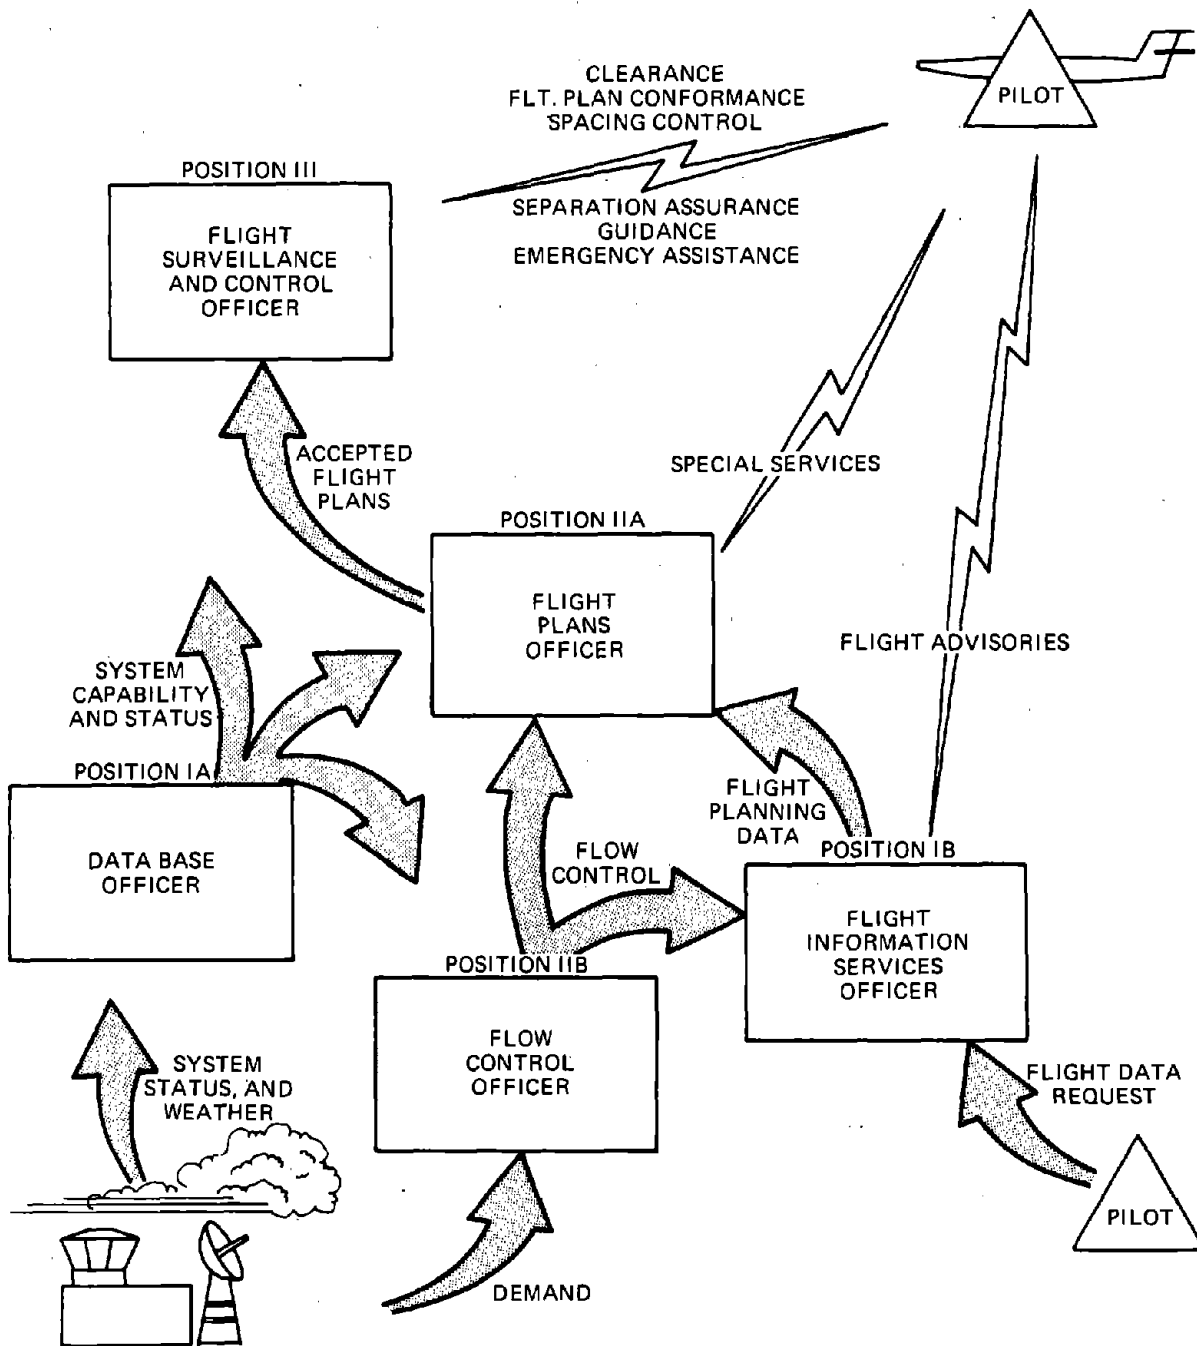 CLEARANCE
FLT. PLAN CONFORMANCE
SPACING CONTROL
PILOT
POSITION III
FLIGHT
SURVEILLANCE
AND CONTROL
OFFICER
SEPARATION ASSURANCE
GUIDANCE
EMERGENCY ASSISTANCE
ACCEPTED
FLIGHT
PLANS
SPECIAL SERVICES
POSITION IIA
FLIGHT
PLANS
OFFICER
FLIGHT ADVISORIES
SYSTEM
CAPABILITY
AND STATUS
POSITION IA
DATA BASE
OFFICER
FLIGHT
PLANNING
DATA
FLOW
CONTROL
POSITION IB
FLIGHT
INFORMATION
SERVICES
OFFICER
POSITION IIB
FLOW
CONTROL
OFFICER
SYSTEM
STATUS, AND
WEATHER
FLIGHT DATA
REQUEST
PILOT
DEMAND